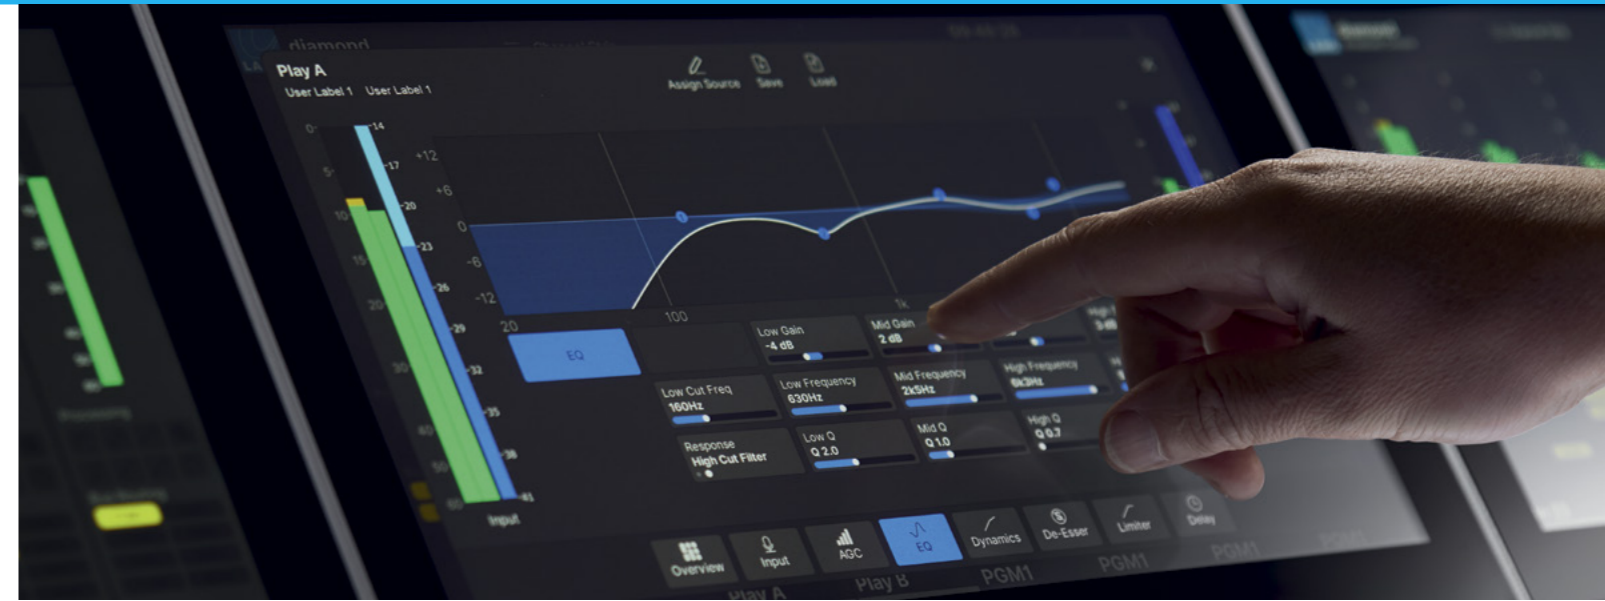 diamond
Play A
User Label 1 User Label 1
Assign Source Save Load
0
5
10
15
20
30
40
50
60
-14
-17
-20
-23
-26
-29
-32
-35
-38
-41
Input
+12
+6
0
-6
-12
20 100 1k
EQ
Low Gain
-4 dB
Mid Gain
2 dB
Low Cut Freq
160Hz
Low Frequency
630Hz
Mid Frequency
2k5Hz
High Frequency
6k3Hz
Response
High Cut Filter
Low Q
Q 2.0
Mid Q
Q 1.0
High Q
Q 0.7
Overview Input AGC EQ Dynamics De-Esser Limiter Delay
Play A Play B PGM1 PGM1 PGM1